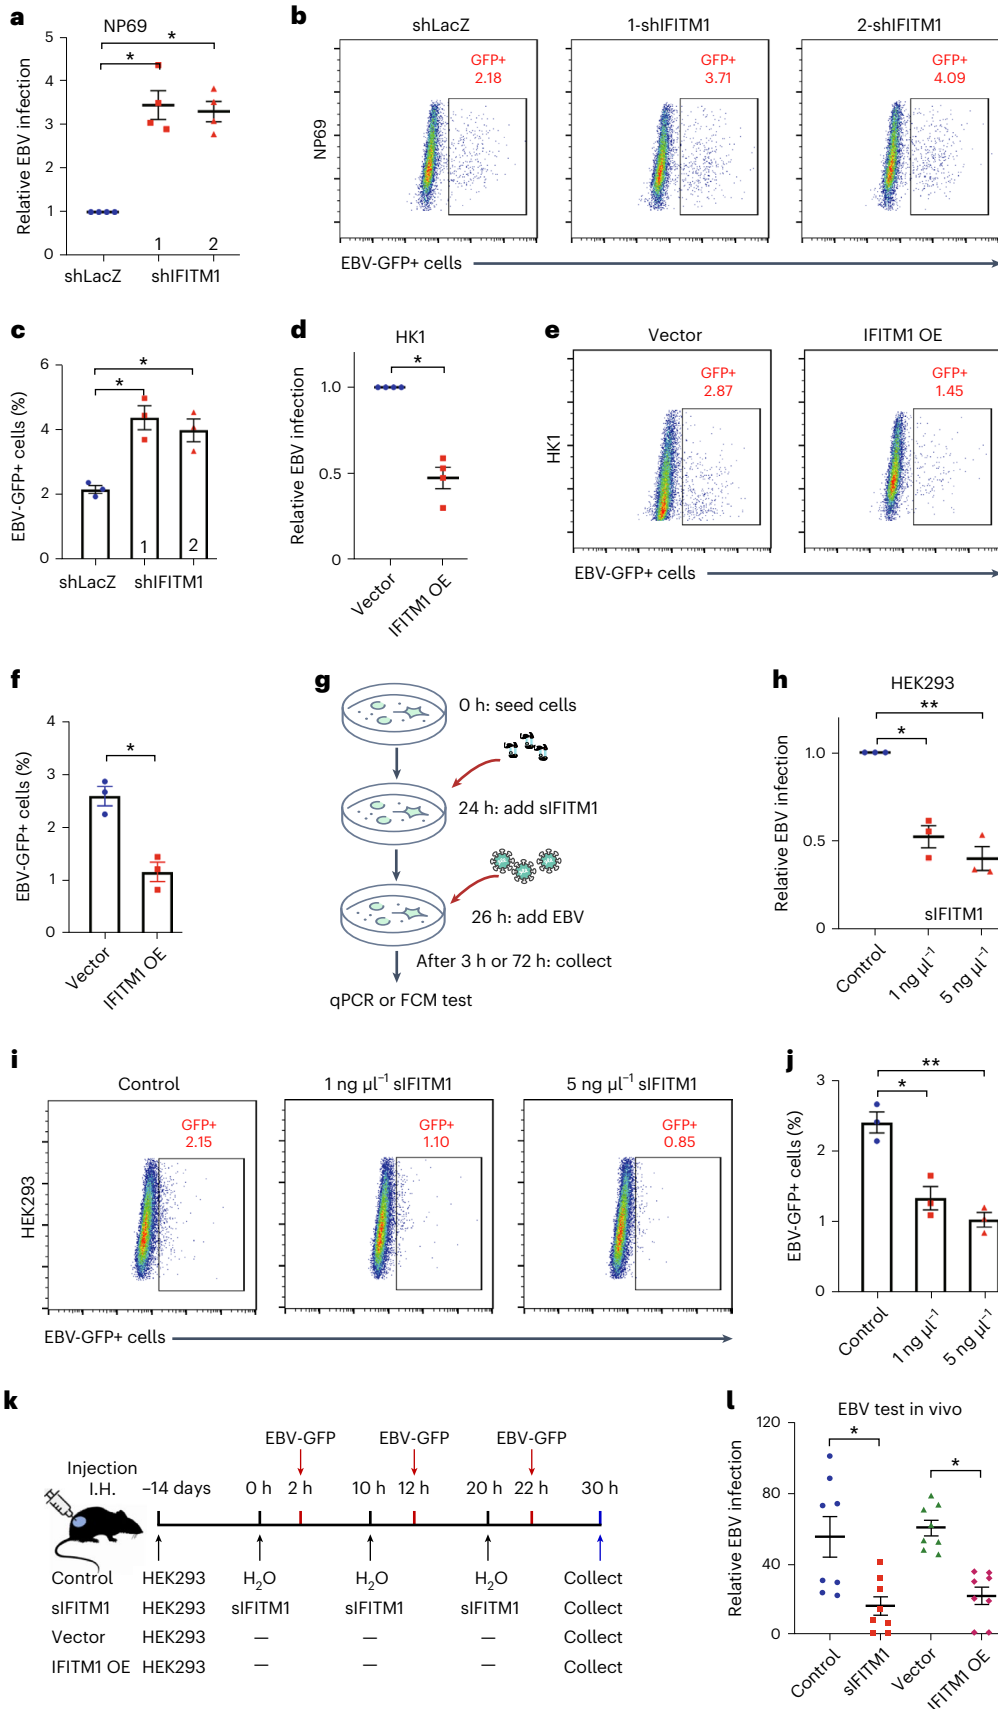 a
NP69
Relative EBV infection
5
4
3
2
1
0
* *
1 2
shLacZ shIFITM1
b
shLacZ 1-shIFITM1 2-shIFITM1
NP69
GFP+
2.18
GFP+
3.71
GFP+
4.09
EBV-GFP+ cells
c
EBV-GFP+ cells (%)
6
4
2
0
* *
1 2
shLacZ shIFITM1
d
HK1
Relative EBV infection
1.0
0.5
0
*
Vector
IFITM1 OE
e
Vector IFITM1 OE
HK1
GFP+
2.87
GFP+
1.45
EBV-GFP+ cells
f
EBV-GFP+ cells (%)
4
3
2
1
0
*
Vector
IFITM1 OE
g
0 h: seed cells
24 h: add sIFITM1
26 h: add EBV
After 3 h or 72 h: collect
qPCR or FCM test
h
HEK293
Relative EBV infection
1.0
0.5
0
**
*
sIFITM1
Control
1 ng µl⁻¹
5 ng µl⁻¹
i
Control 1 ng µl⁻¹ sIFITM1 5 ng µl⁻¹ sIFITM1
HEK293
GFP+
2.15
GFP+
1.10
GFP+
0.85
EBV-GFP+ cells
j
EBV-GFP+ cells (%)
3
2
1
0
**
*
Control
1 ng µl⁻¹
5 ng µl⁻¹
k
EBV-GFP EBV-GFP EBV-GFP
Injection
I.H.
−14 days 0 h 2 h 10 h 12 h 20 h 22 h 30 h
Control HEK293 H₂O H₂O H₂O Collect
sIFITM1 HEK293 sIFITM1 sIFITM1 sIFITM1 Collect
Vector HEK293 — — — Collect
IFITM1 OE HEK293 — — — Collect
l
EBV test in vivo
Relative EBV infection
120
80
40
0
* *
Control
sIFITM1
Vector
IFITM1 OE